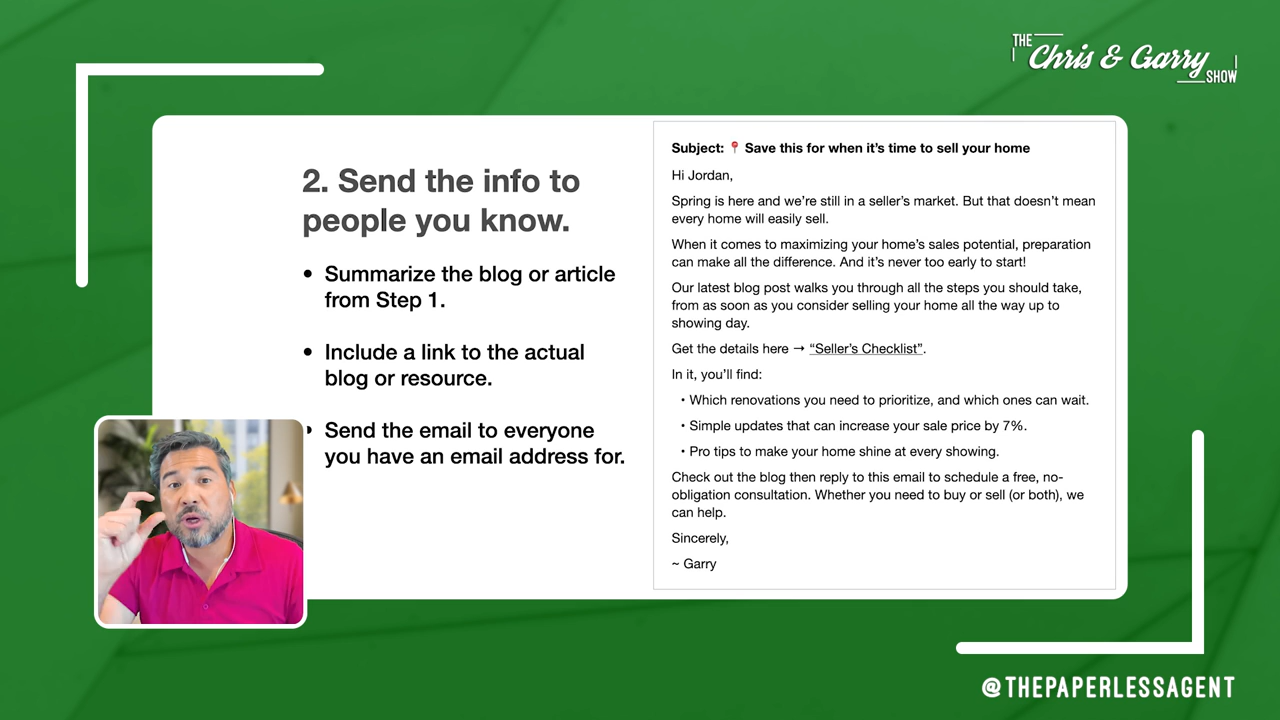 THE
Chris & Garry
SHOW
2. Send the info to
people you know.
• Summarize the blog or article
from Step 1.
• Include a link to the actual
blog or resource.
• Send the email to everyone
you have an email address for.
Subject: 📍 Save this for when it’s time to sell your home
Hi Jordan,
Spring is here and we’re still in a seller’s market. But that doesn’t mean
every home will easily sell.
When it comes to maximizing your home’s sales potential, preparation
can make all the difference. And it’s never too early to start!
Our latest blog post walks you through all the steps you should take,
from as soon as you consider selling your home all the way up to
showing day.
Get the details here → “Seller’s Checklist”.
In it, you’ll find:
• Which renovations you need to prioritize, and which ones can wait.
• Simple updates that can increase your sale price by 7%.
• Pro tips to make your home shine at every showing.
Check out the blog then reply to this email to schedule a free, no-
obligation consultation. Whether you need to buy or sell (or both), we
can help.
Sincerely,
~ Garry
@THEPAPERLESSAGENT